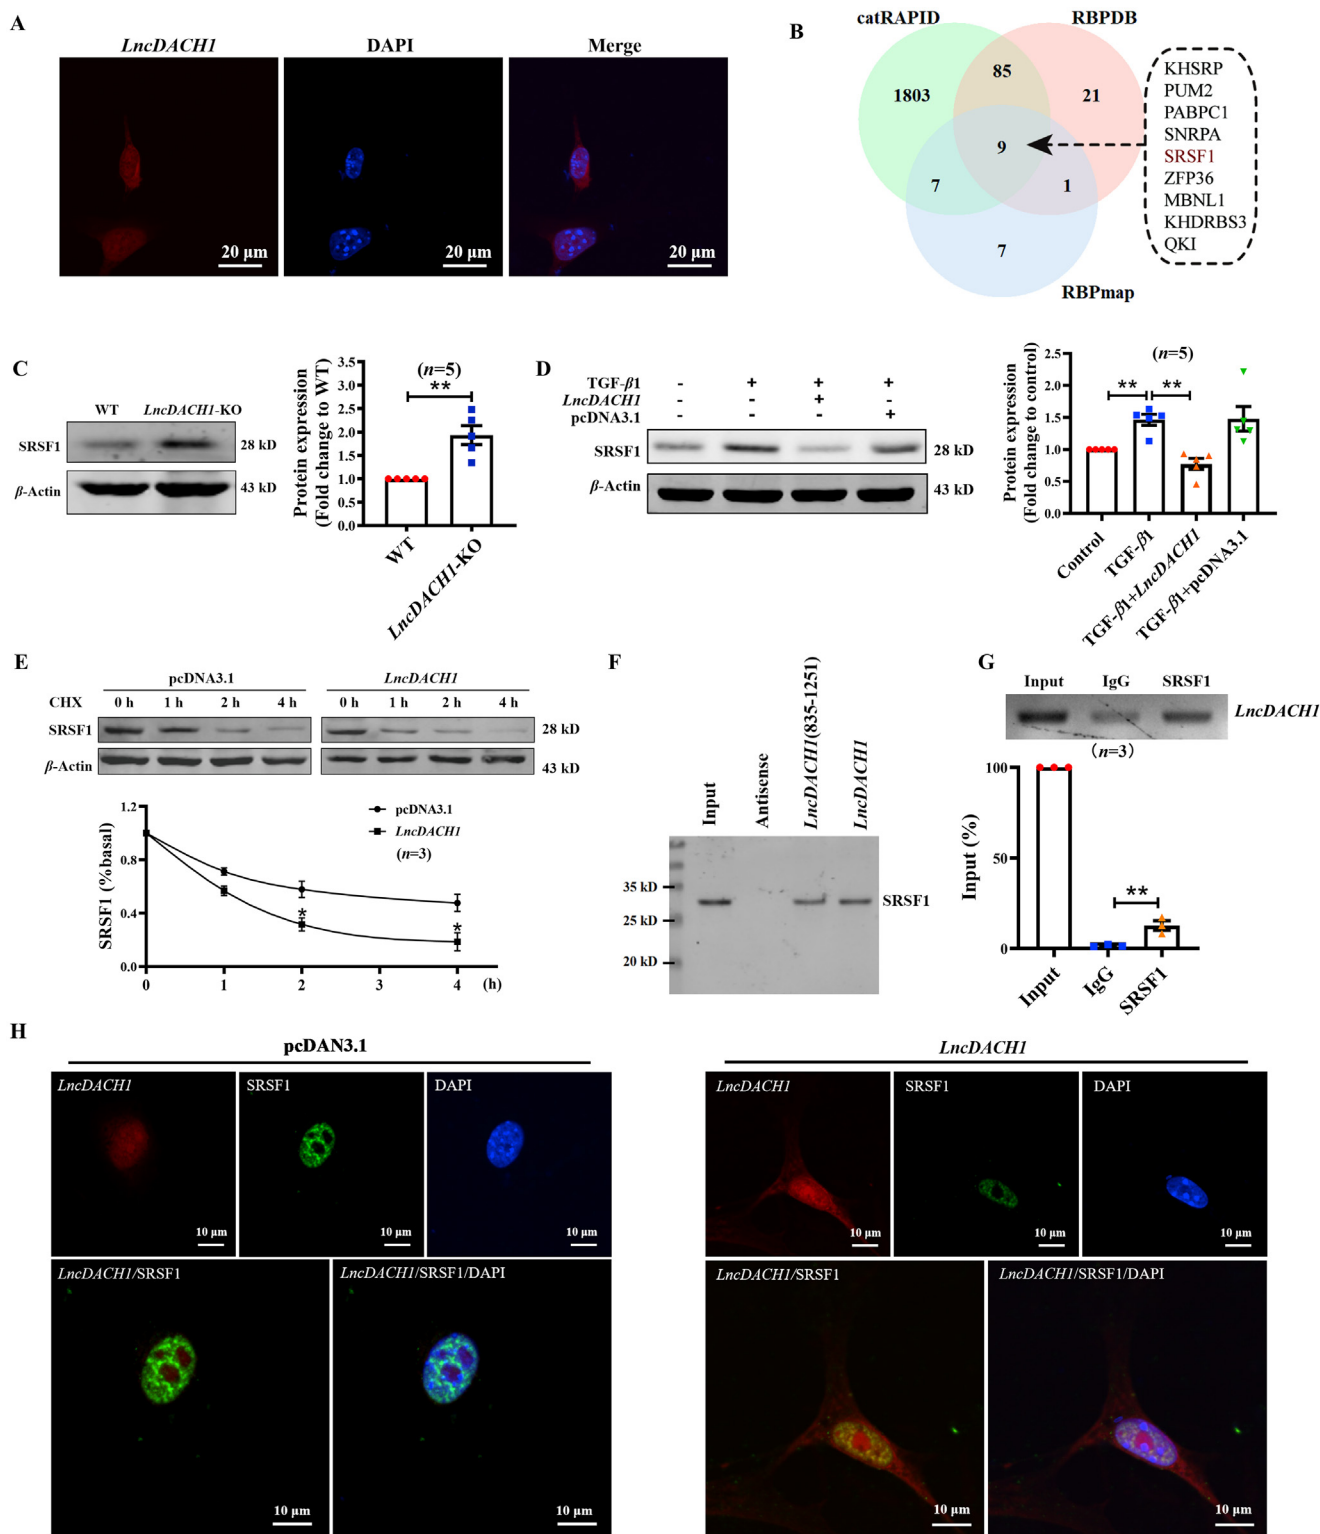 A
LncDACH1 DAPI Merge
20 μm 20 μm 20 μm
B
catRAPID RBPDB
1803 85 21
9
7 1
7
RBPmap
KHSRP
PUM2
PABPC1
SNRPA
SRSF1
ZFP36
MBNL1
KHDRBS3
QKI
C
WT LncDACH1-KO
SRSF1 28 kD
β-Actin 43 kD
Protein expression
(Fold change to WT)
3.5
3.0
2.5
2.0
1.5
1.0
0.5
0.0
(n=5)
**
WT
LncDACH1-KO
D
TGF-β1 - + + +
LncDACH1 - - + -
pcDNA3.1 - - - +
SRSF1 28 kD
β-Actin 43 kD
Protein expression
(Fold change to control)
2.5
2.0
1.5
1.0
0.5
0.0
(n=5)
** **
Control
TGF-β1
TGF-β1+LncDACH1
TGF-β1+pcDNA3.1
E
pcDNA3.1 LncDACH1
CHX 0 h 1 h 2 h 4 h 0 h 1 h 2 h 4 h
SRSF1 28 kD
β-Actin 43 kD
SRSF1 (%basal)
1.2
0.8
0.4
0.0
pcDNA3.1
LncDACH1
(n=3)
* *
0 1 2 3 4 (h)
F
Input
Antisense
LncDACH1(835-1251)
LncDACH1
35 kD
25 kD
20 kD
SRSF1
G
Input IgG SRSF1
LncDACH1
(n=3)
Input (%)
100
50
0
**
Input
IgG
SRSF1
H
pcDAN3.1
LncDACH1 SRSF1 DAPI
10 μm 10 μm 10 μm
LncDACH1/SRSF1 LncDACH1/SRSF1/DAPI
10 μm 10 μm
LncDACH1
LncDACH1 SRSF1 DAPI
10 μm 10 μm 10 μm
LncDACH1/SRSF1 LncDACH1/SRSF1/DAPI
10 μm 10 μm